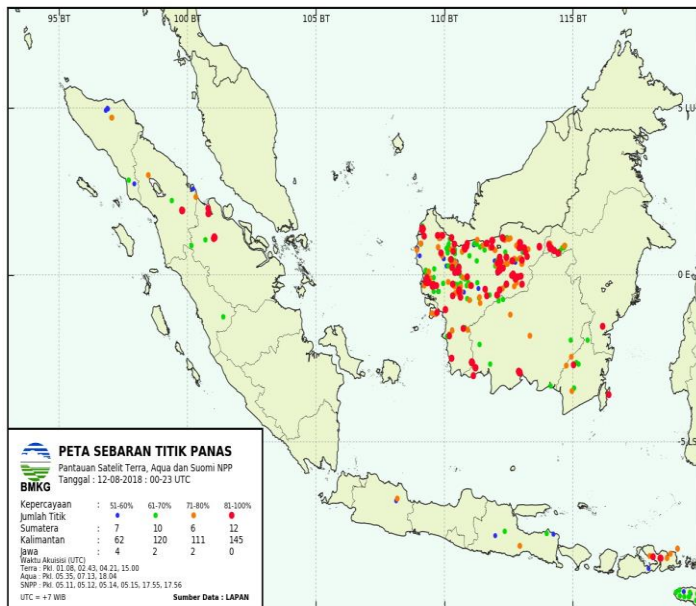 95 BT 100 BT 105 BT 110 BT 115 BT
5 LU
0 E
-5 LS
PETA SEBARAN TITIK PANAS
Pantauan Satelit Terra, Aqua dan Suomi NPP
Tanggal : 12-08-2018 : 00-23 UTC
BMKG
Kepercayaan : 51-60% 61-70% 71-80% 81-100%
Jumlah Titik :
Sumatera : 7 10 6 12
Kalimantan : 62 120 111 145
Jawa : 4 2 2 0
Waktu Akuisisi (UTC)
Terra : Pkl. 01.08, 02.43, 04.21, 15.00
Aqua : Pkl. 05.35, 07.13, 18.04
SNPP : Pkl. 05.11, 05.12, 05.14, 05.15, 17.55, 17.56
UTC = +7 WIB Sumber Data : LAPAN